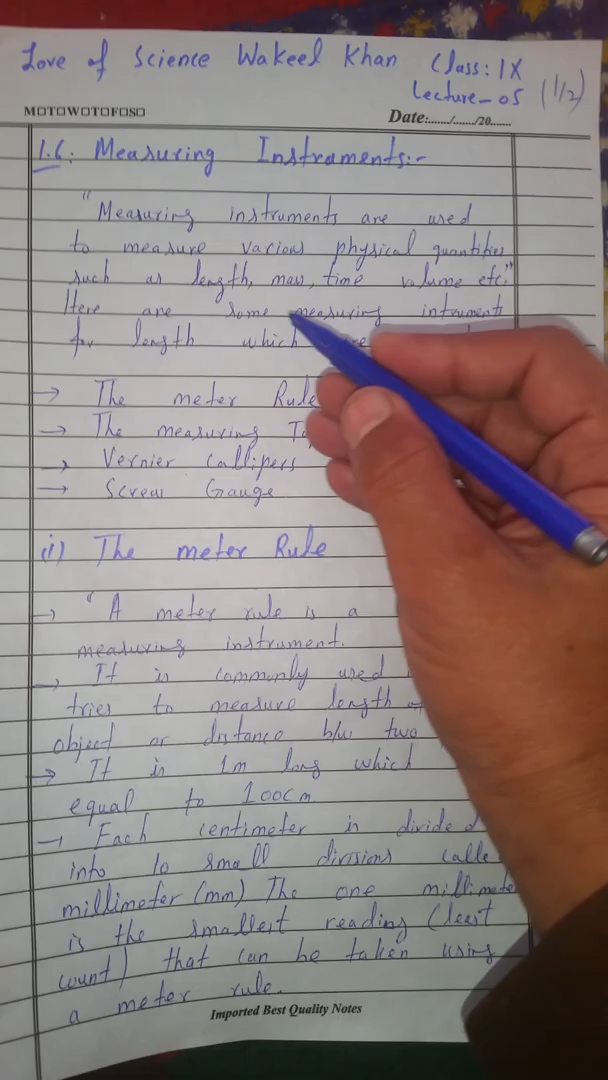 Love of Science Wakeel Khan Class: IX
Lecture-05 (1/2)
M□T□W□T□F□S□ Date:....../....../20.......
1.6: Measuring Instraments:-
"Measuring instruments are used
to measure various physical quantities
such as length, mass, time volume etc."
Here are some measuring intruments
for length which
→ The meter Rule
→ The measuring
→ Vernier Callipers
→ Screw Gauge
(i) The meter Rule
→ "A meter rule is a
measuring instrument.
→ It is commonly used
tries to measure length
object or distance b/w two
→ It is 1m long which
equal to 100cm
→ Each centimeter is divided
into 10 small divisions
millimeter (mm) The one
is the smallest reading (least
count) that can be taken using
a meter rule.
Imported Best Quality Notes